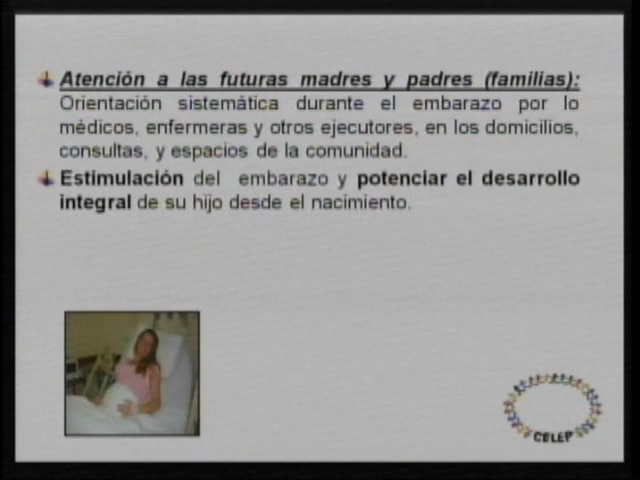 Atención a las futuras madres y padres (familias):
Orientación sistemática durante el embarazo por lo
médicos, enfermeras y otros ejecutores, en los domicilios,
consultas, y espacios de la comunidad.
Estimulación del embarazo y potenciar el desarrollo
integral de su hijo desde el nacimiento.
CELEP